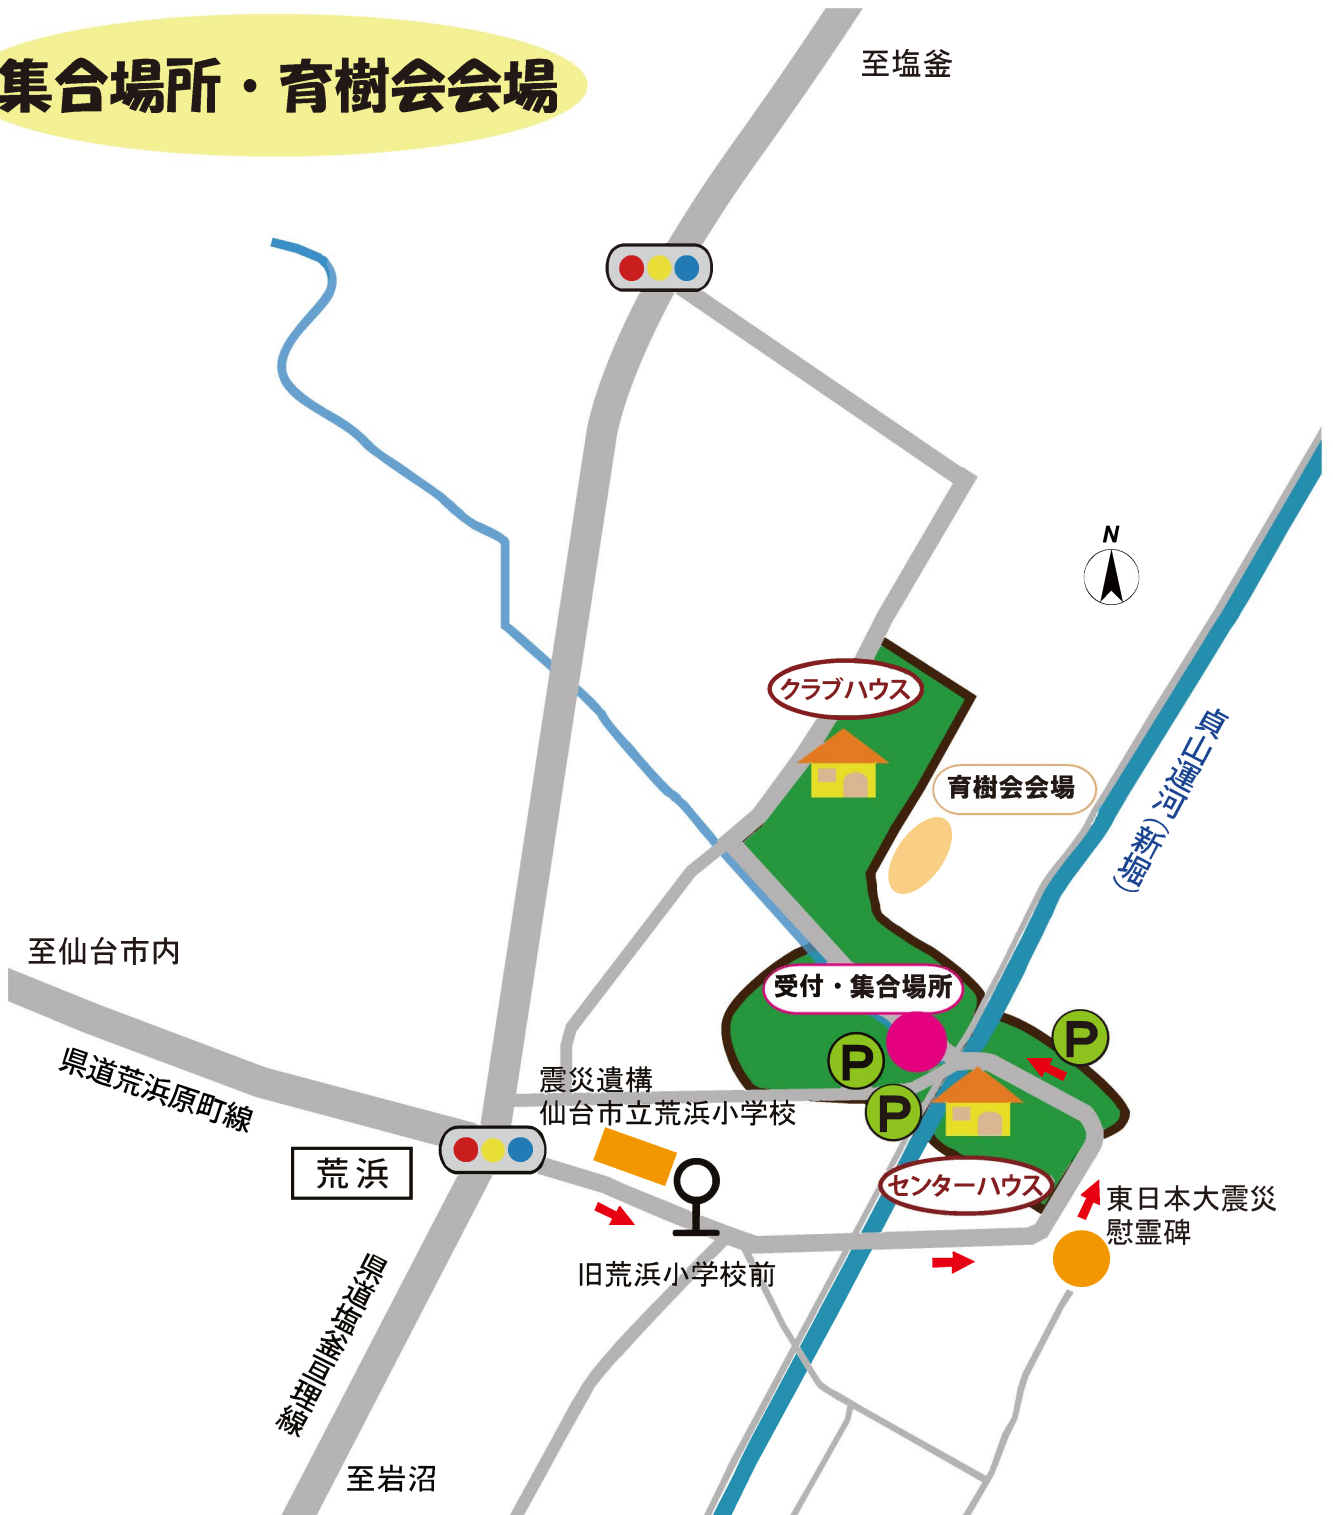 集合場所・育樹会会場
至塩釜
N
クラブハウス
育樹会会場
貞山運河（新堀）
至仙台市内
受付・集合場所
P
P
P
県道荒浜原町線
震災遺構
仙台市立荒浜小学校
荒浜
センターハウス
東日本大震災
慰霊碑
旧荒浜小学校前
県道塩釜亘理線
至岩沼